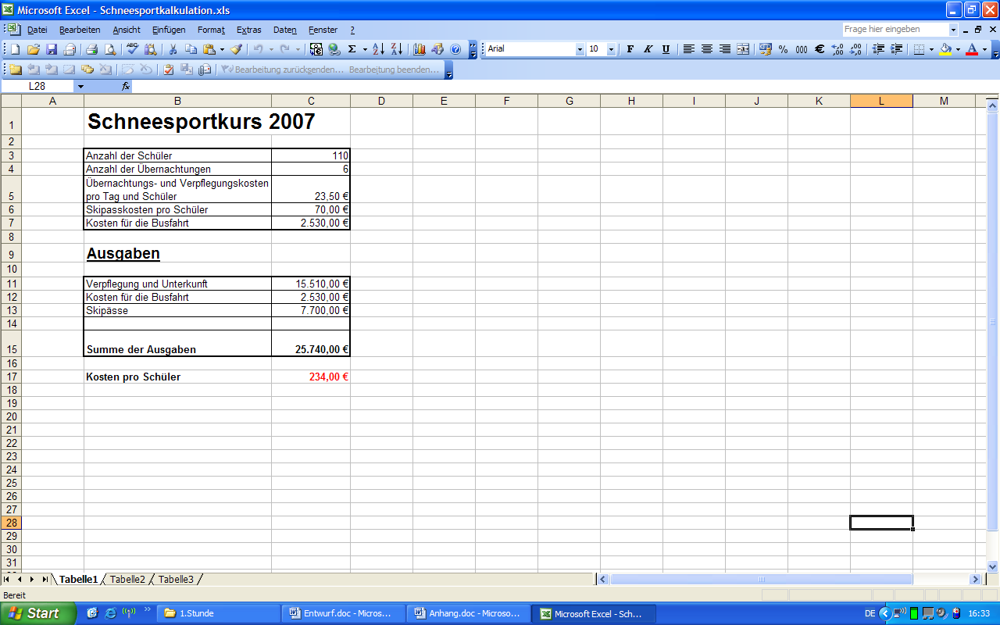 Microsoft Excel - Schneesportkalkulation.xls
Datei Bearbeiten Ansicht Einfügen Format Extras Daten Fenster ? Frage hier eingeben
Arial 10 F K U % 000 €
Bearbeitung zurücksenden... Bearbeitung beenden...
L28 fx
A B C D E F G H I J K L M
1 Schneesportkurs 2007
2
3 Anzahl der Schüler 110
4 Anzahl der Übernachtungen 6
Übernachtungs- und Verpflegungskosten
5 pro Tag und Schüler 23,50 €
6 Skipasskosten pro Schüler 70,00 €
7 Kosten für die Busfahrt 2.530,00 €
8
9 Ausgaben
10
11 Verpflegung und Unterkunft 15.510,00 €
12 Kosten für die Busfahrt 2.530,00 €
13 Skipässe 7.700,00 €
14
15 Summe der Ausgaben 25.740,00 €
16
17 Kosten pro Schüler 234,00 €
18
19
20
21
22
23
24
25
26
27
28
29
30
31
Tabelle1 Tabelle2 Tabelle3
Bereit
Start 1.Stunde Entwurf.doc - Micros... Anhang.doc - Microso... Microsoft Excel - Sch... DE 16:33